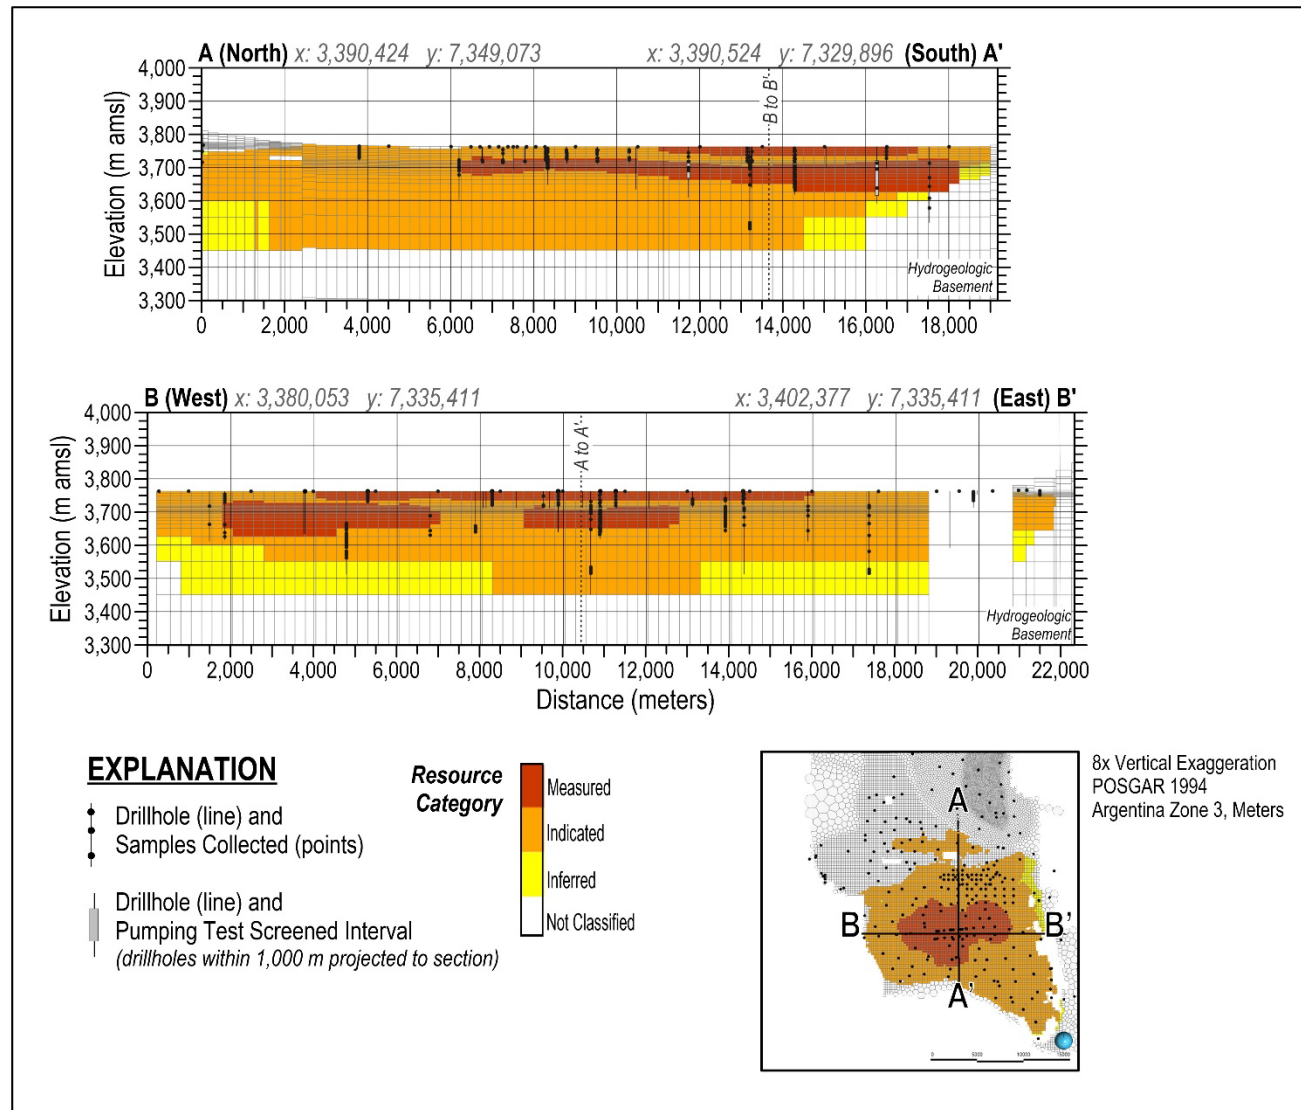 A (North) x: 3,390,424 y: 7,349,073 x: 3,390,524 y: 7,329,896 (South) A'
4,000
3,900
3,800
3,700
3,600
3,500
3,400
3,300
Elevation (m amsl)
B to B'
Hydrogeologic
Basement
0 2,000 4,000 6,000 8,000 10,000 12,000 14,000 16,000 18,000
B (West) x: 3,380,053 y: 7,335,411 x: 3,402,377 y: 7,335,411 (East) B'
4,000
3,900
3,800
3,700
3,600
3,500
3,400
3,300
Elevation (m amsl)
A to A'
Hydrogeologic
Basement
0 2,000 4,000 6,000 8,000 10,000 12,000 14,000 16,000 18,000 20,000 22,000
Distance (meters)
EXPLANATION
Drillhole (line) and
Samples Collected (points)
Drillhole (line) and
Pumping Test Screened Interval
(drillholes within 1,000 m projected to section)
Resource
Category
Measured
Indicated
Inferred
Not Classified
A
B B'
A'
0 5000 10000 15000
8x Vertical Exaggeration
POSGAR 1994
Argentina Zone 3, Meters